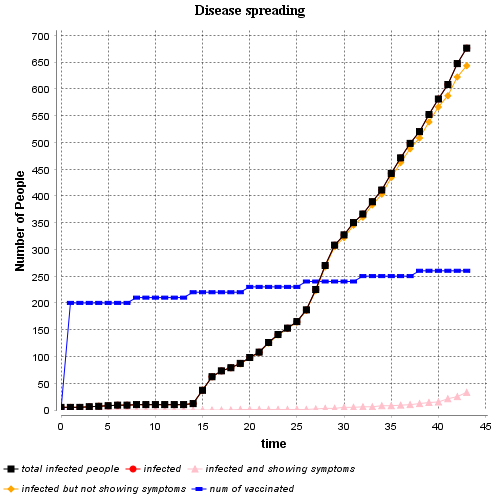 Disease spreading
700
650
600
550
500
450
400
350
300
250
200
150
100
50
0
Number of People
0 5 10 15 20 25 30 35 40 45
time
total infected people infected infected and showing symptoms
infected but not showing symptoms num of vaccinated